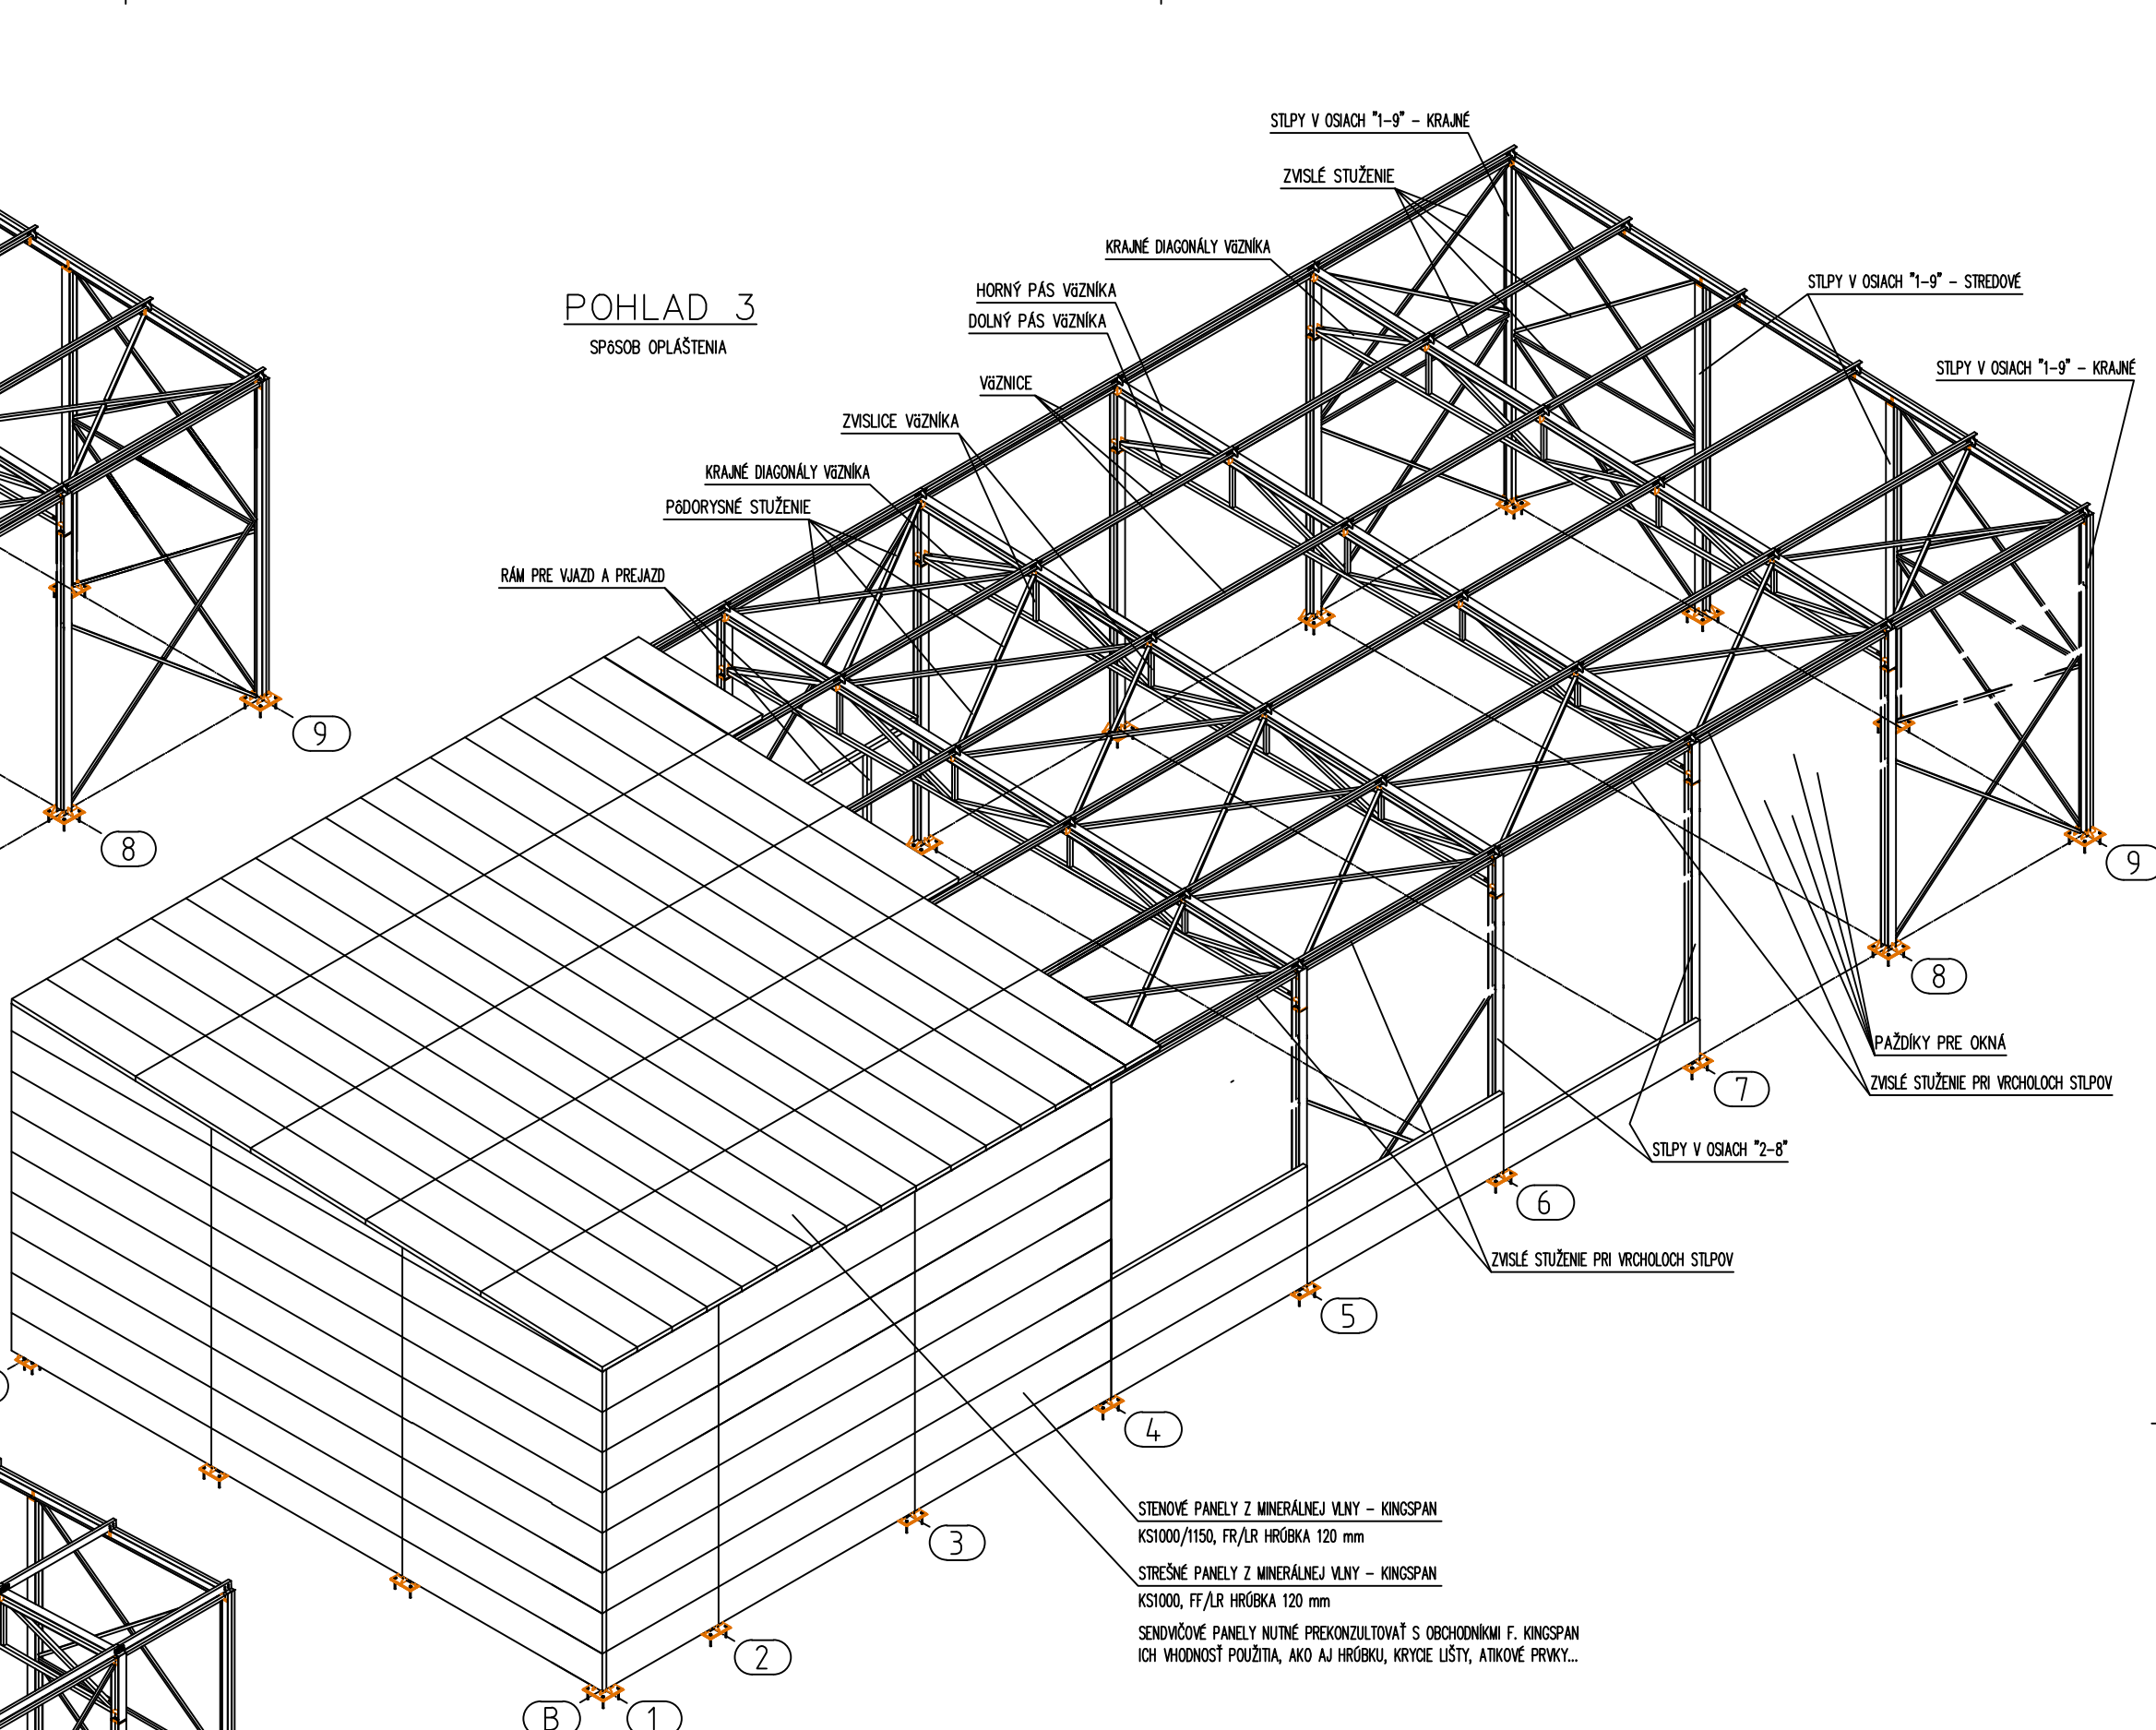 STLPY V OSIACH "1-9" - KRAJNÉ
ZVISLÉ STUŽENIE
KRAJNÉ DIAGONÁLY VäZNÍKA
STLPY V OSIACH "1-9" - STREDOVÉ
HORNÝ PÁS VäZNÍKA
DOLNÝ PÁS VäZNÍKA
POHLAD 3
SPôSOB OPLÁŠTENIA
STLPY V OSIACH "1-9" - KRAJNÉ
VäZNICE
ZVISLICE VäZNÍKA
KRAJNÉ DIAGONÁLY VäZNÍKA
PôDORYSNÉ STUŽENIE
RÁM PRE VJAZD A PREJAZD
9
8
9
8
PAŽDÍKY PRE OKNÁ
ZVISLÉ STUŽENIE PRI VRCHOLOCH STLPOV
7
STLPY V OSIACH "2-8"
6
ZVISLÉ STUŽENIE PRI VRCHOLOCH STLPOV
5
4
3
2
B
1
STENOVÉ PANELY Z MINERÁLNEJ VLNY - KINGSPAN
KS1000/1150, FR/LR HRÚBKA 120 mm
STREŠNÉ PANELY Z MINERÁLNEJ VLNY - KINGSPAN
KS1000, FF/LR HRÚBKA 120 mm
SENDVIČOVÉ PANELY NUTNÉ PREKONZULTOVAŤ S OBCHODNÍKMI F. KINGSPAN
ICH VHODNOSŤ POUŽITIA, AKO AJ HRÚBKU, KRYCIE LIŠTY, ATIKOVÉ PRVKY...